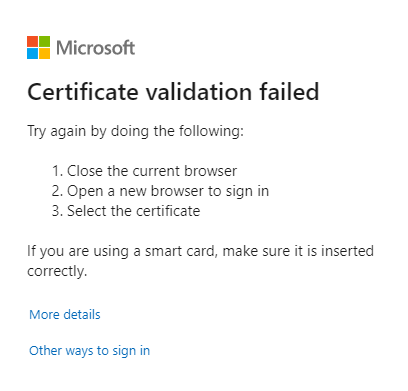 Microsoft
Certificate validation failed
Try again by doing the following:
1. Close the current browser
2. Open a new browser to sign in
3. Select the certificate
If you are using a smart card, make sure it is inserted
correctly.
More details
Other ways to sign in